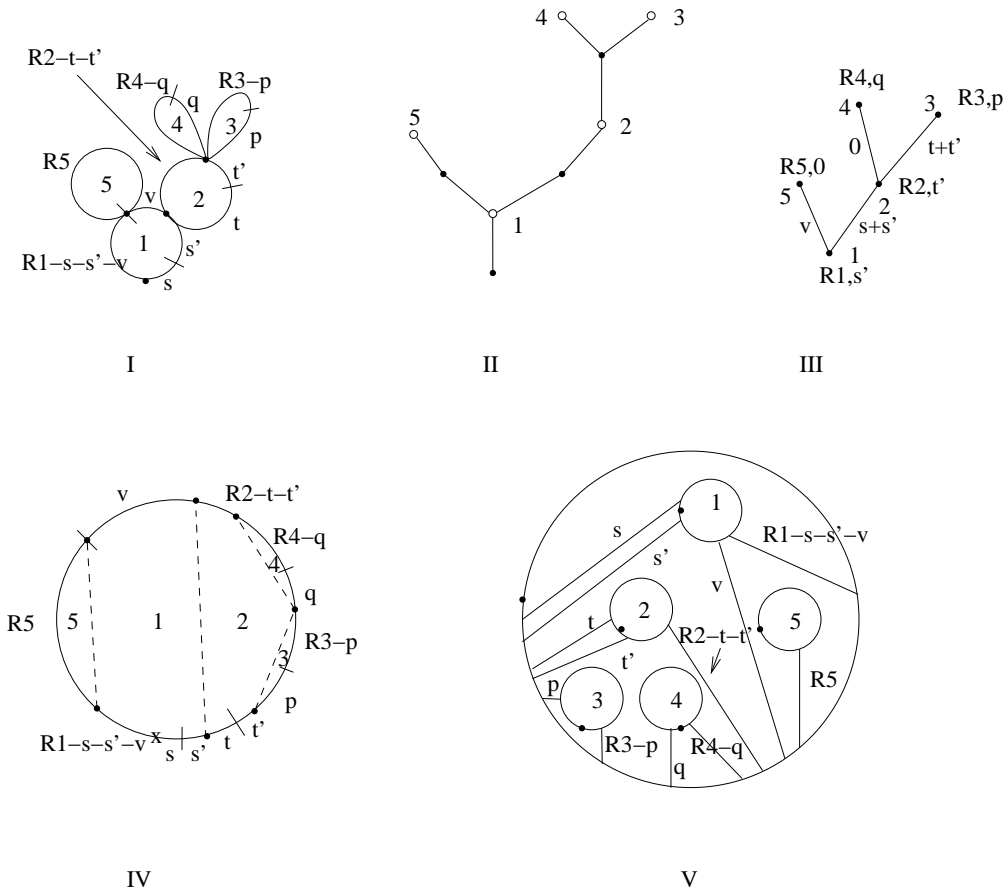 R2−t−t'
R4−q
q
R3−p
4
3
p
R5
5
v
2
t'
t
1
s'
R1−s−s'−v
s
I
4
3
5
2
1
II
R4,q
4
3
R3,p
0
t+t'
R5,0
5
R2,t'
2
v
s+s'
1
R1,s'
III
v
R2−t−t'
R4−q
4
q
R5
5
1
2
R3−p
3
p
R1−s−s'−v
x
s
s'
t
t'
IV
1
s
s'
R1−s−s'−v
v
2
t
t'
R2−t−t'
5
R5
p
3
4
R3−p
R4−q
q
V